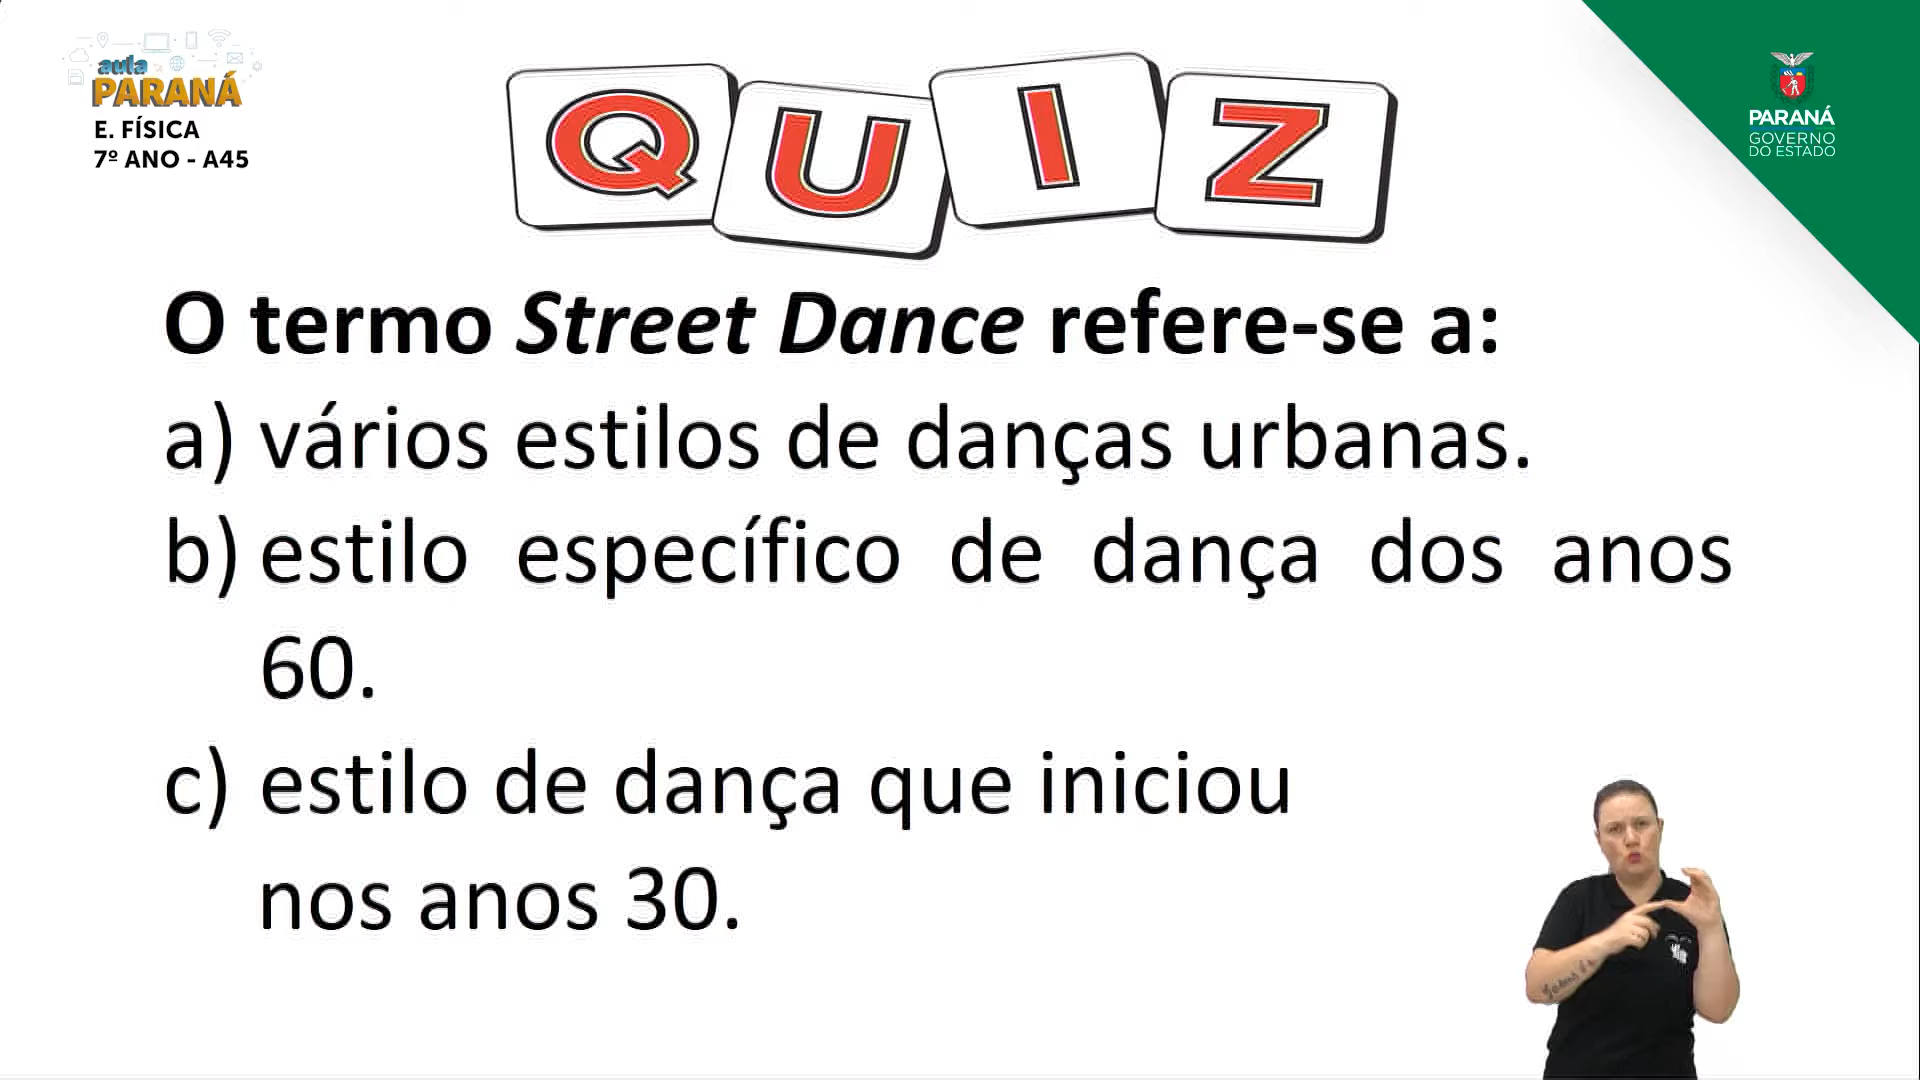 aula
PARANÁ
E. FÍSICA
7º ANO - A45
QUIZ
PARANÁ
GOVERNO
DO ESTADO
O termo Street Dance refere-se a:
a) vários estilos de danças urbanas.
b) estilo específico de dança dos anos
60.
c) estilo de dança que iniciou
nos anos 30.